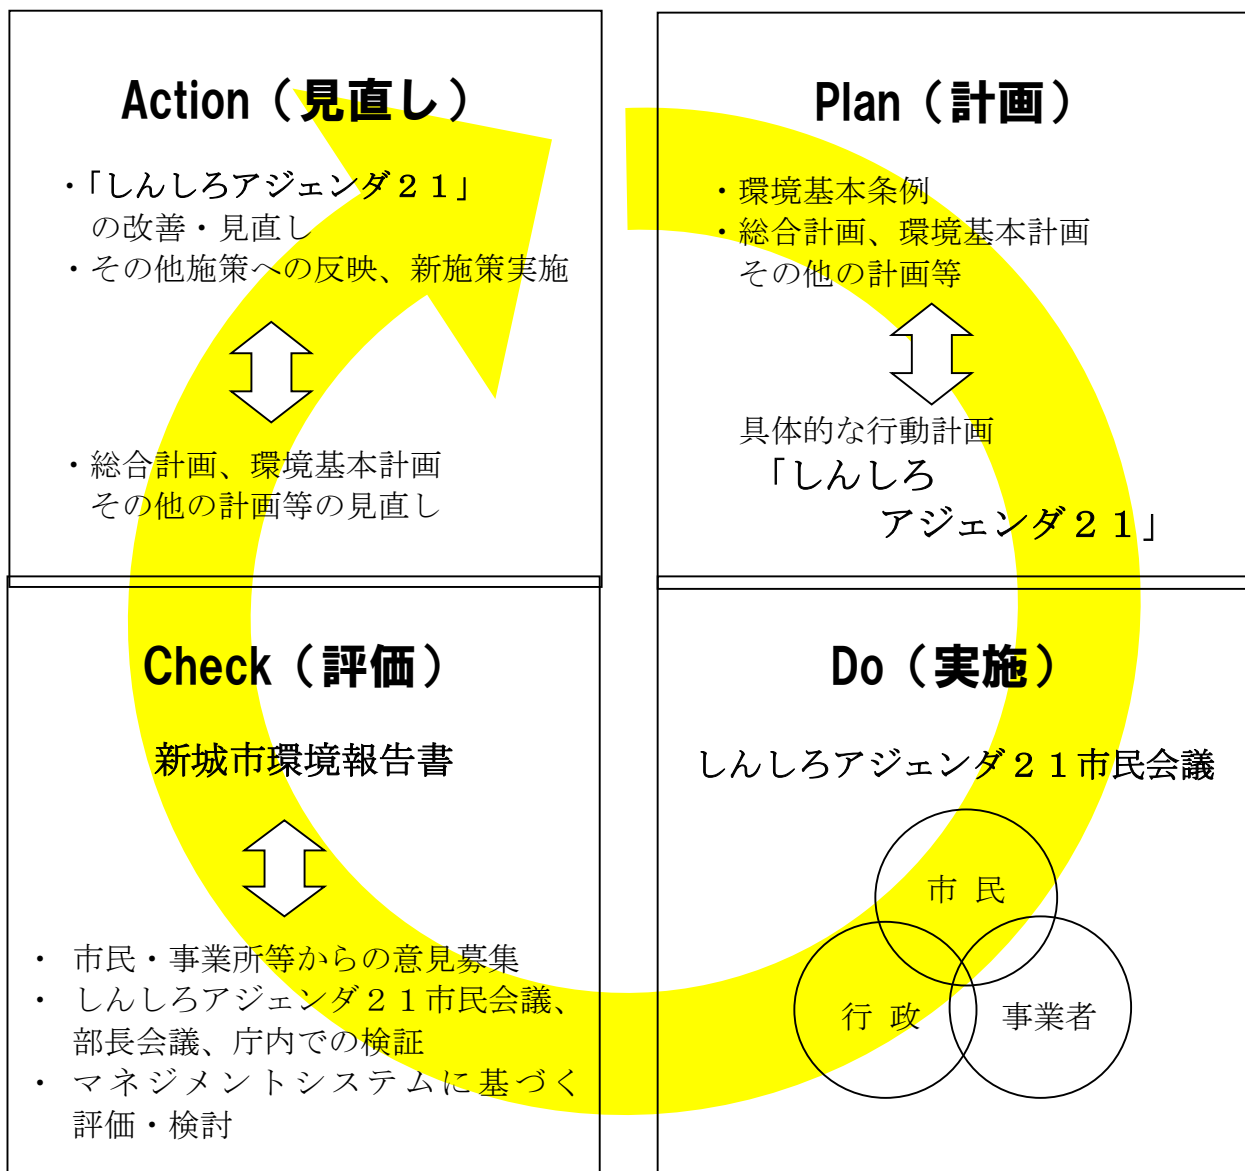 Action（見直し）
・「しんしろアジェンダ２１」
の改善・見直し
・その他施策への反映、新施策実施
・総合計画、環境基本計画
その他の計画等の見直し
Plan（計画）
・環境基本条例
・総合計画、環境基本計画
その他の計画等
具体的な行動計画
「しんしろ
アジェンダ２１」
Check（評価）
新城市環境報告書
・ 市民・事業所等からの意見募集
・ しんしろアジェンダ２１市民会議、
部長会議、庁内での検証
・ マネジメントシステムに基づく
評価・検討
Do（実施）
しんしろアジェンダ２１市民会議
市 民
行 政
事業者